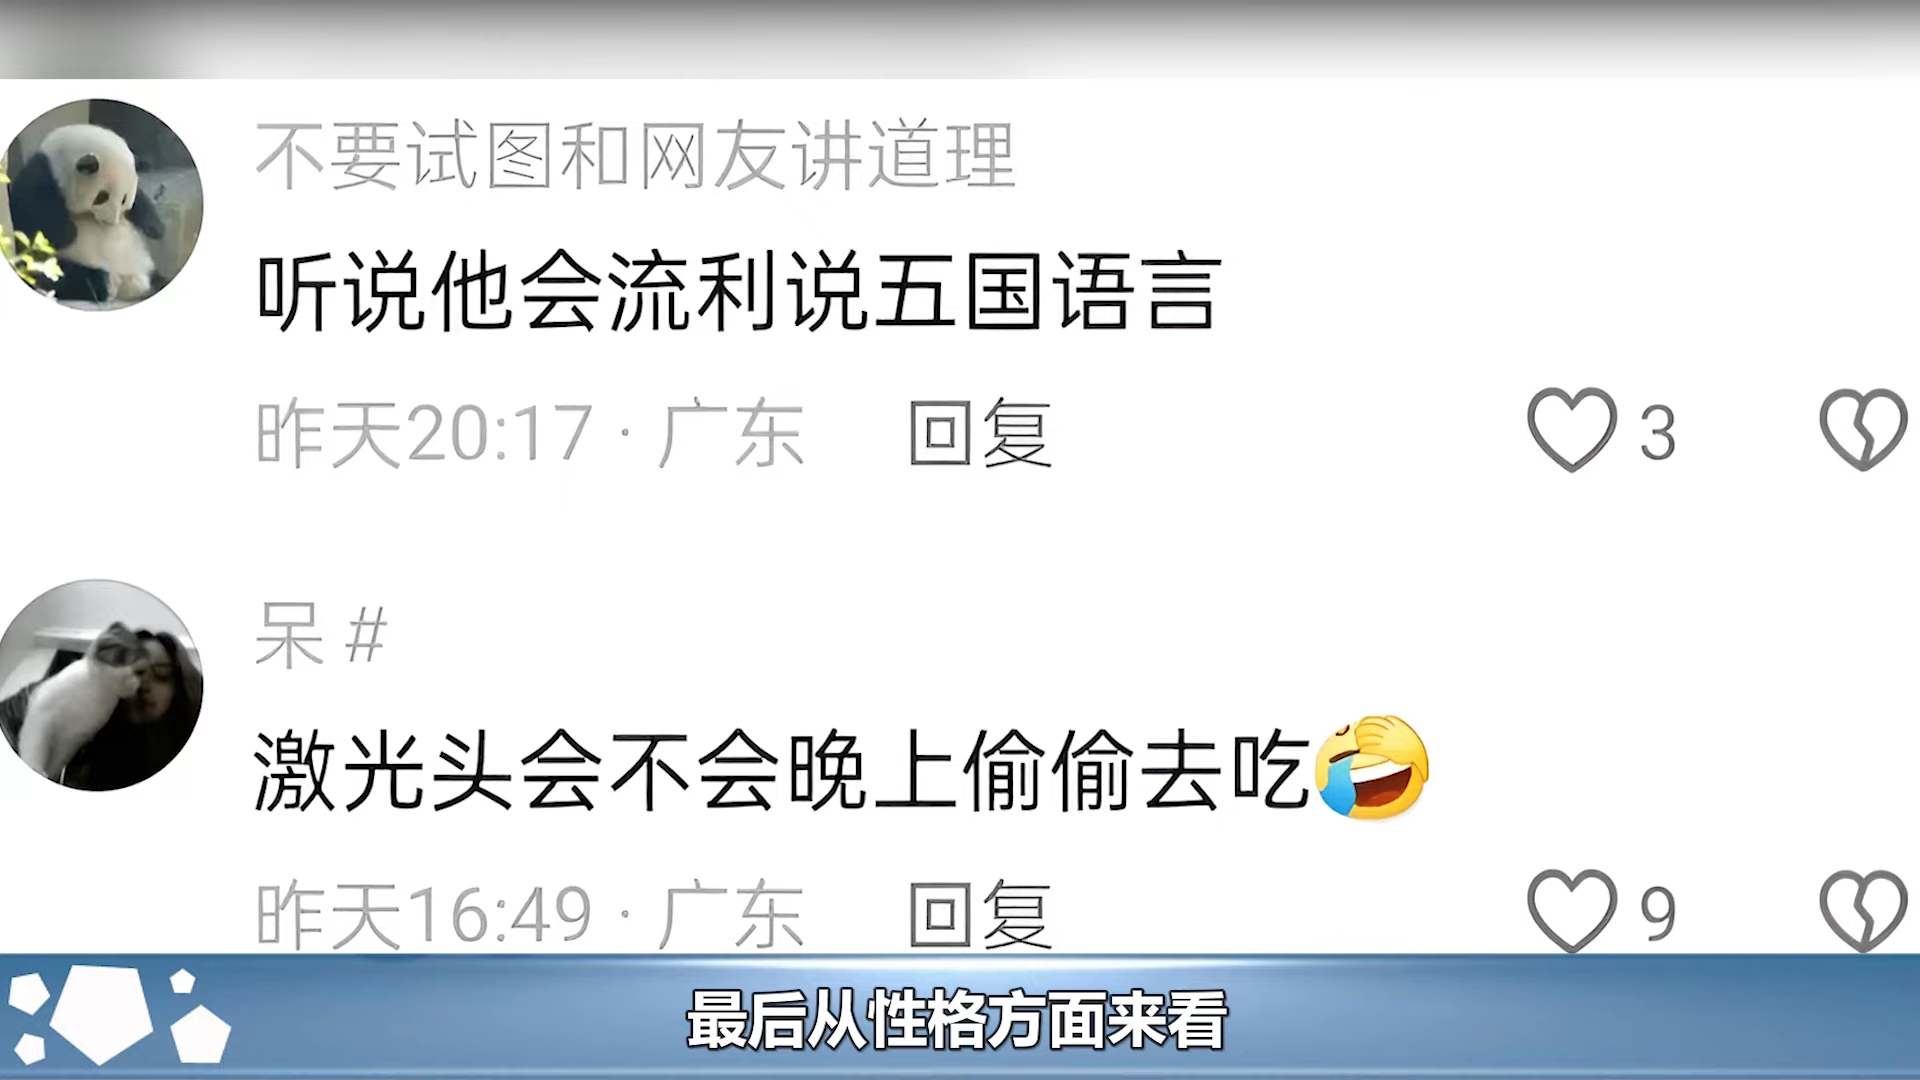 不要试图和网友讲道理
听说他会流利说五国语言
昨天20:17 · 广东 回复 3
呆 #
激光头会不会晚上偷偷去吃🤣
昨天16:49 · 广东 回复 9
最后从性格方面来看